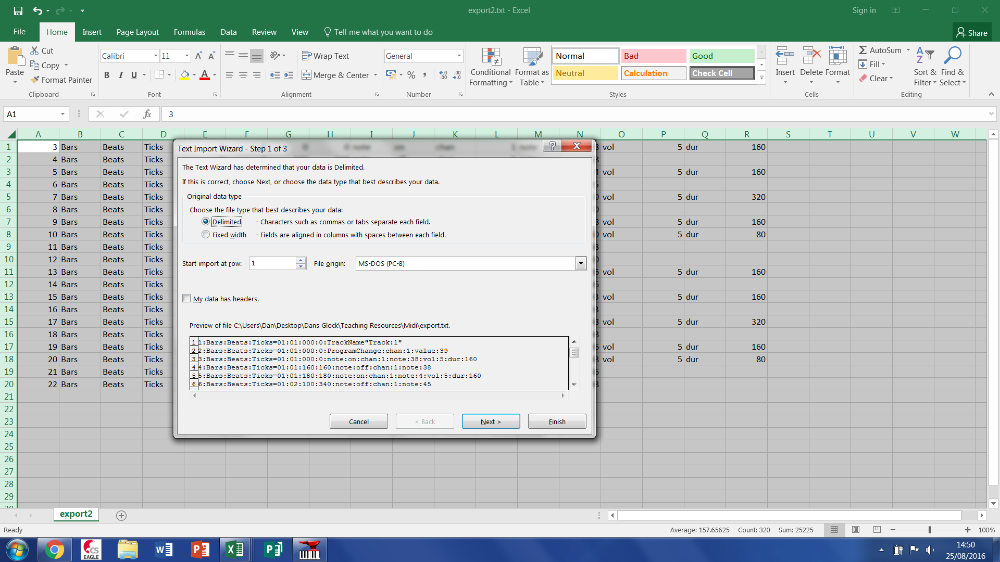 export2.txt - Excel
Sign in
File Home Insert Page Layout Formulas Data Review View Tell me what you want to do Share
Paste Cut Copy Format Painter Clipboard
Calibri 11 B I U A Font
Wrap Text Merge & Center Alignment
General % Number
Conditional Formatting Format as Table
Normal Bad Good
Neutral Calculation Check Cell
Styles
Insert Delete Format Cells
AutoSum Fill Clear Sort & Filter Find & Select Editing
A1 fx 3
A B C D E F G H I J K L M N O P Q R S T U V W
1 3 Bars Beats Ticks vol 5 dur 160
2 4 Bars Beats Ticks
3 5 Bars Beats Ticks vol 5 dur 160
4 6 Bars Beats Ticks
5 7 Bars Beats Ticks vol 5 dur 320
6 8 Bars Beats Ticks
7 9 Bars Beats Ticks vol 5 dur 160
8 10 Bars Beats Ticks vol 5 dur 80
9 11 Bars Beats Ticks
10 12 Bars Beats Ticks
11 13 Bars Beats Ticks vol 5 dur 160
12 14 Bars Beats Ticks
13 15 Bars Beats Ticks vol 5 dur 160
14 16 Bars Beats Ticks
15 17 Bars Beats Ticks vol 5 dur 320
16 18 Bars Beats Ticks
17 19 Bars Beats Ticks vol 5 dur 160
18 20 Bars Beats Ticks vol 5 dur 80
19 21 Bars Beats Ticks
20 22 Bars Beats Ticks
21
22
23
24
25
26
27
28
29
Text Import Wizard - Step 1 of 3
The Text Wizard has determined that your data is Delimited.
If this is correct, choose Next, or choose the data type that best describes your data.
Original data type
Choose the file type that best describes your data:
Delimited - Characters such as commas or tabs separate each field.
Fixed width - Fields are aligned in columns with spaces between each field.
Start import at row: 1 File origin: MS-DOS (PC-8)
My data has headers.
Preview of file C:\Users\Dan\Desktop\Dans Glock\Teaching Resources\Midi\export.txt.
1 1:Bars:Beats:Ticks=01:01:000:0:TrackName"Track:1"
2 2:Bars:Beats:Ticks=01:01:000:0:ProgramChange:chan:1:value:39
3 3:Bars:Beats:Ticks=01:01:000:0:note:on:chan:1:note:38:vol:5:dur:160
4 4:Bars:Beats:Ticks=01:01:160:160:note:off:chan:1:note:38
5 5:Bars:Beats:Ticks=01:01:180:180:note:on:chan:1:note:4:vol:5:dur:160
6 6:Bars:Beats:Ticks=01:02:100:340:note:off:chan:1:note:45
Cancel < Back Next > Finish
export2
Ready Average: 157.65625 Count: 320 Sum: 25225 100%
CS EAGLE
14:50
25/08/2016